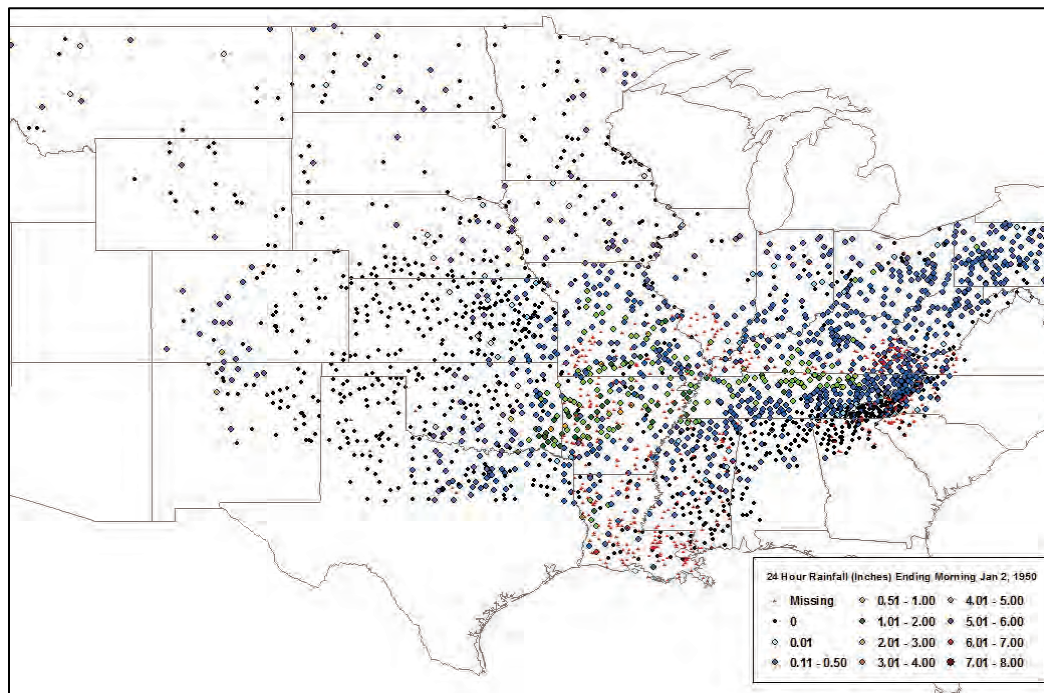 24 Hour Rainfall (Inches) Ending Morning Jan 2, 1950
Missing 0.51 - 1.00 4.01 - 5.00
0 1.01 - 2.00 5.01 - 6.00
0.01 2.01 - 3.00 6.01 - 7.00
0.11 - 0.50 3.01 - 4.00 7.01 - 8.00